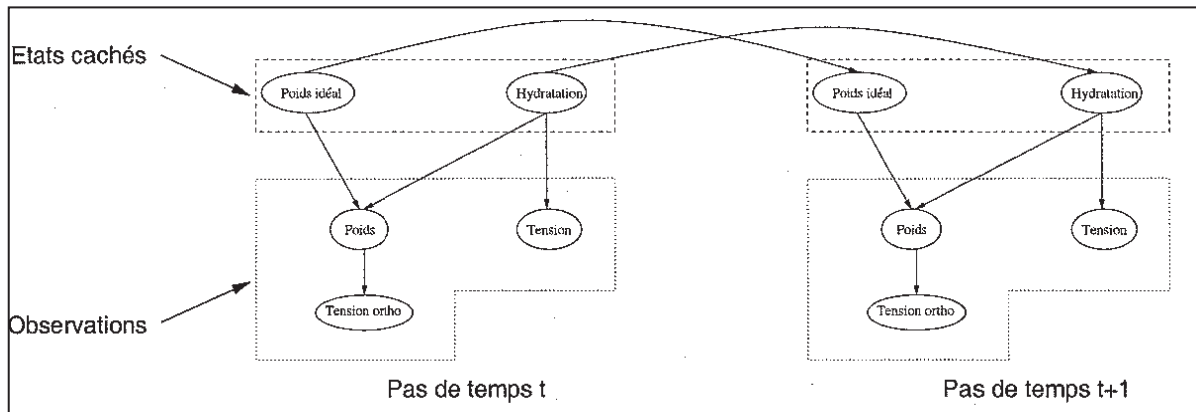 Etats cachés
Poids idéal
Hydratation
Poids idéal
Hydratation
Poids
Tension
Poids
Tension
Tension ortho
Tension ortho
Observations
Pas de temps t
Pas de temps t+1